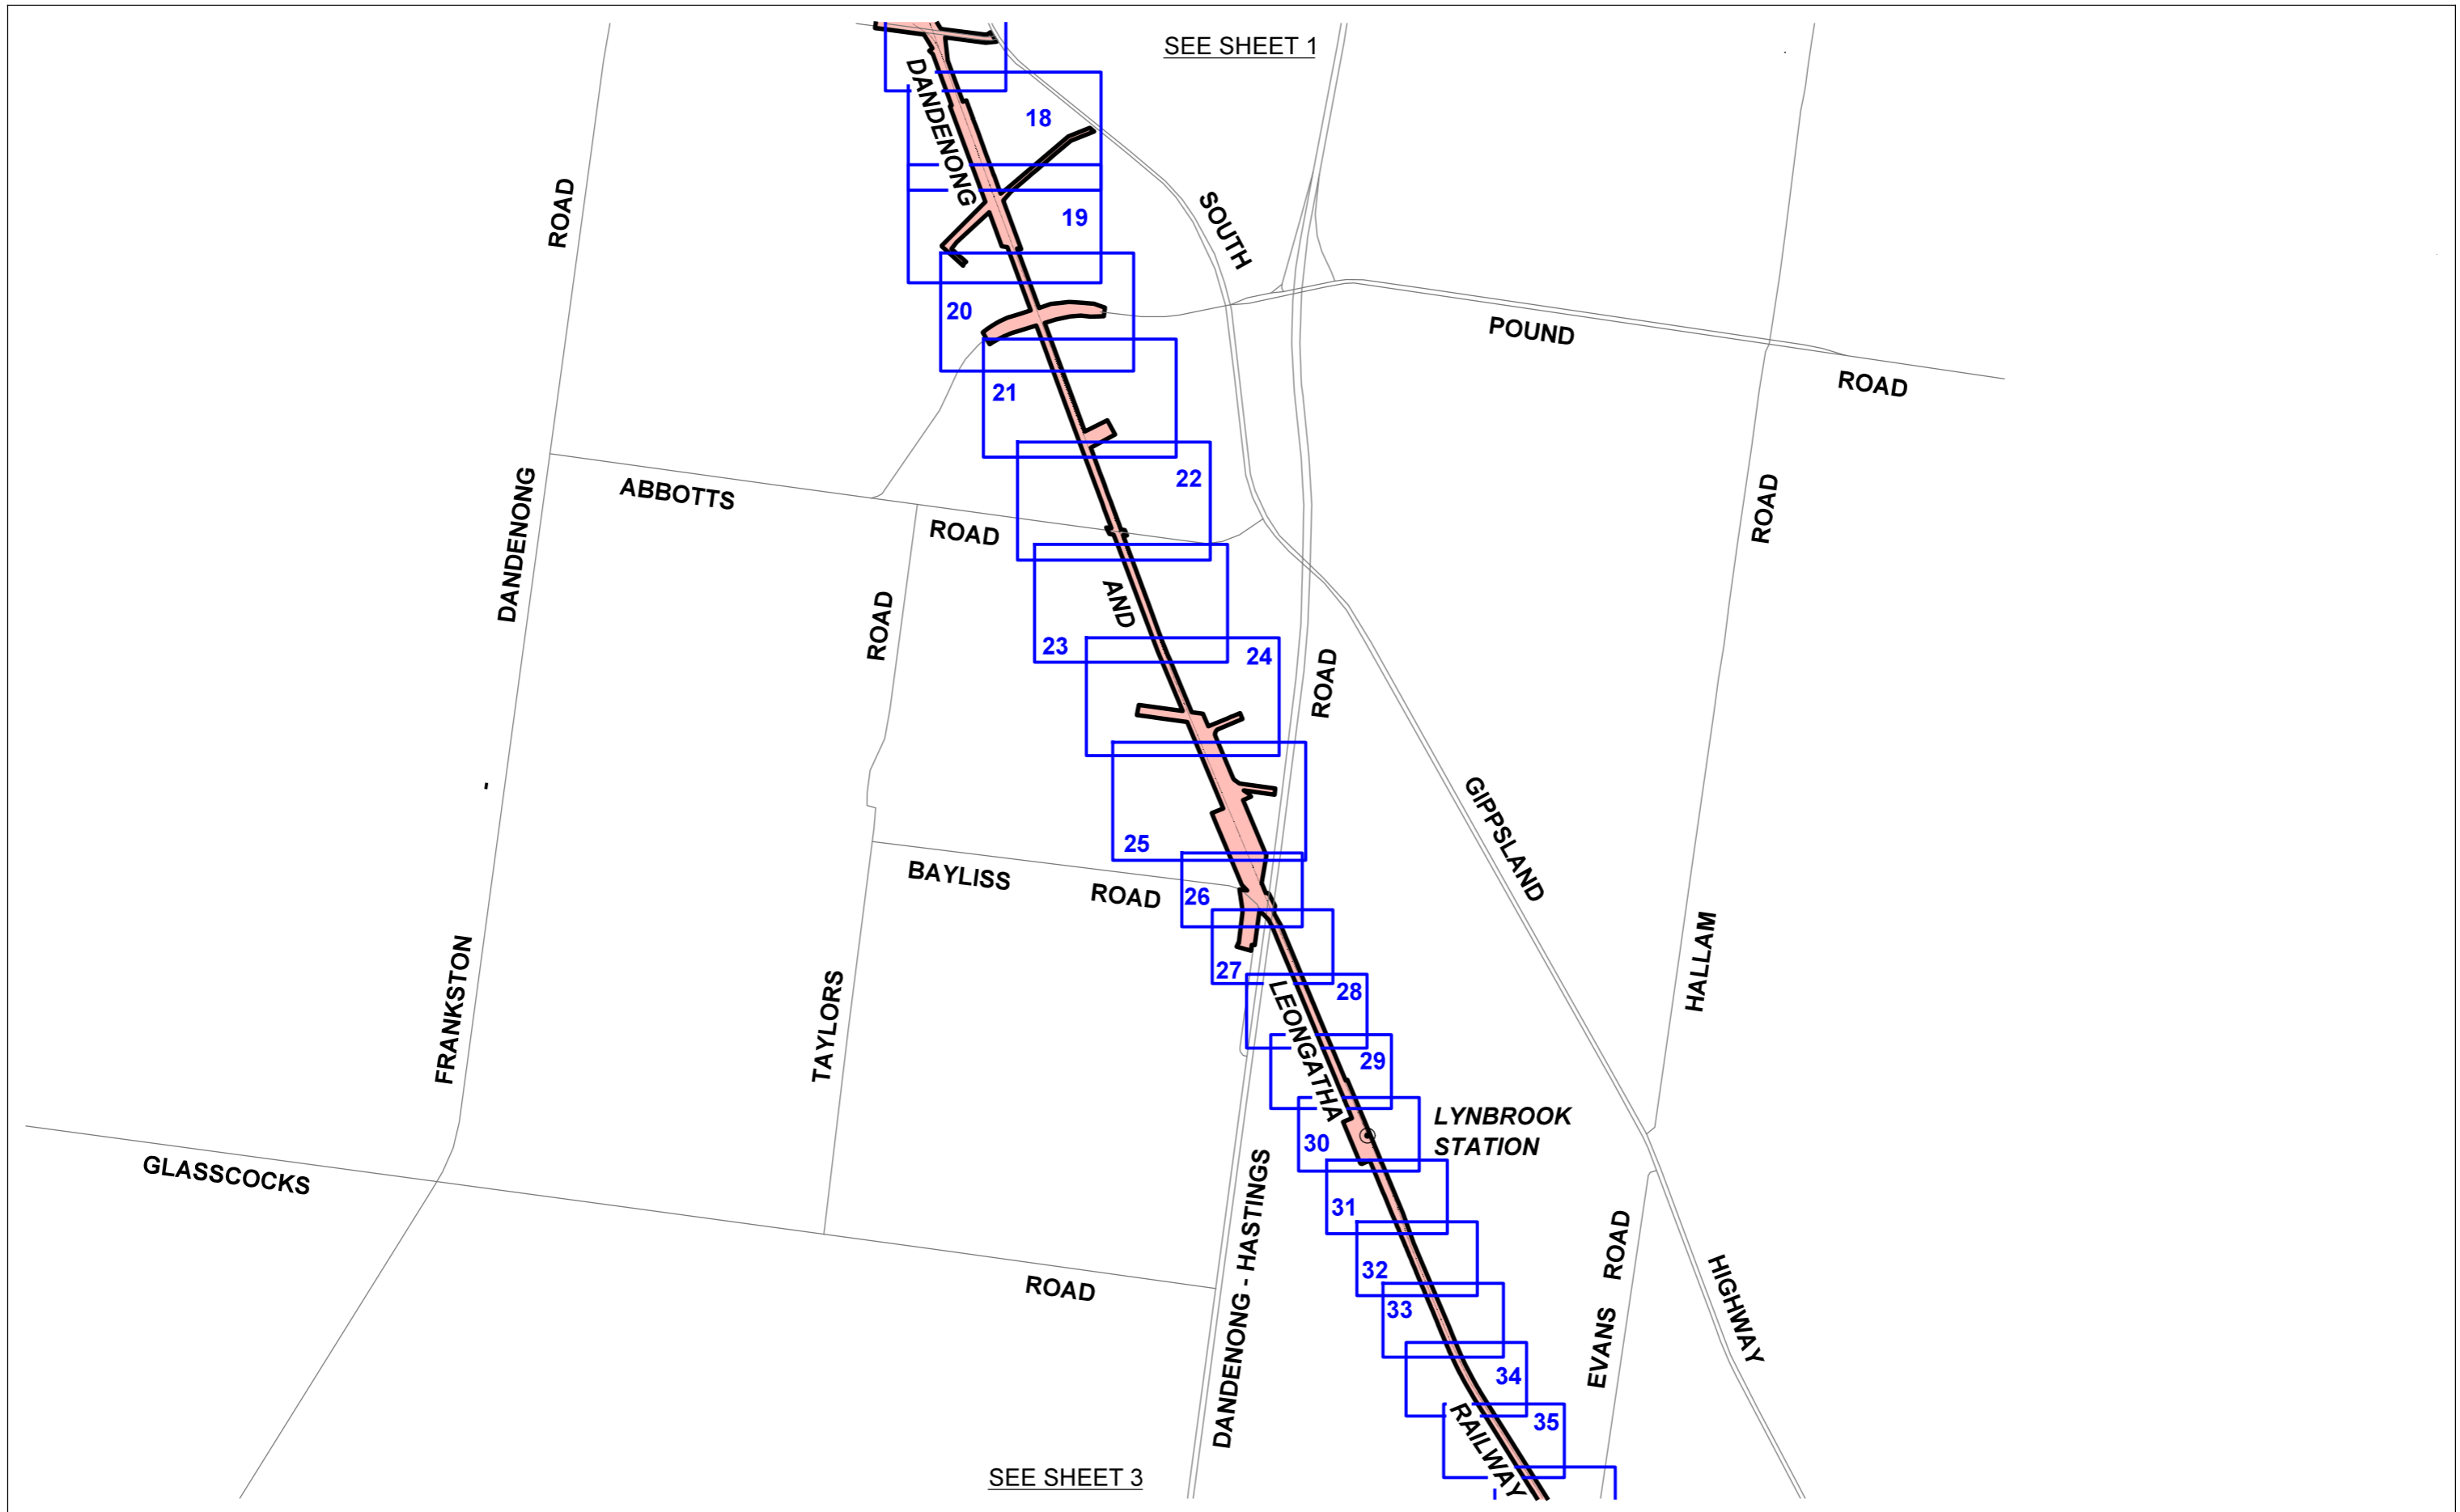 SEE SHEET 1
DANDENONG
18
ROAD
SOUTH
19
20
POUND
ROAD
21
ROAD
22
ABBOTTS
DANDENONG
ROAD
ROAD
AND
ROAD
23
24
ROAD
GIPPSLAND
25
BAYLISS
ROAD
26
HALLAM
FRANKSTON
27
TAYLORS
28
LEONGATHA
29
LYNBROOK
STATION
30
GLASSCOCKS
31
DANDENONG - HASTINGS
ROAD
ROAD
32
33
HIGHWAY
EVANS
34
35
RAILWAY
SEE SHEET 3